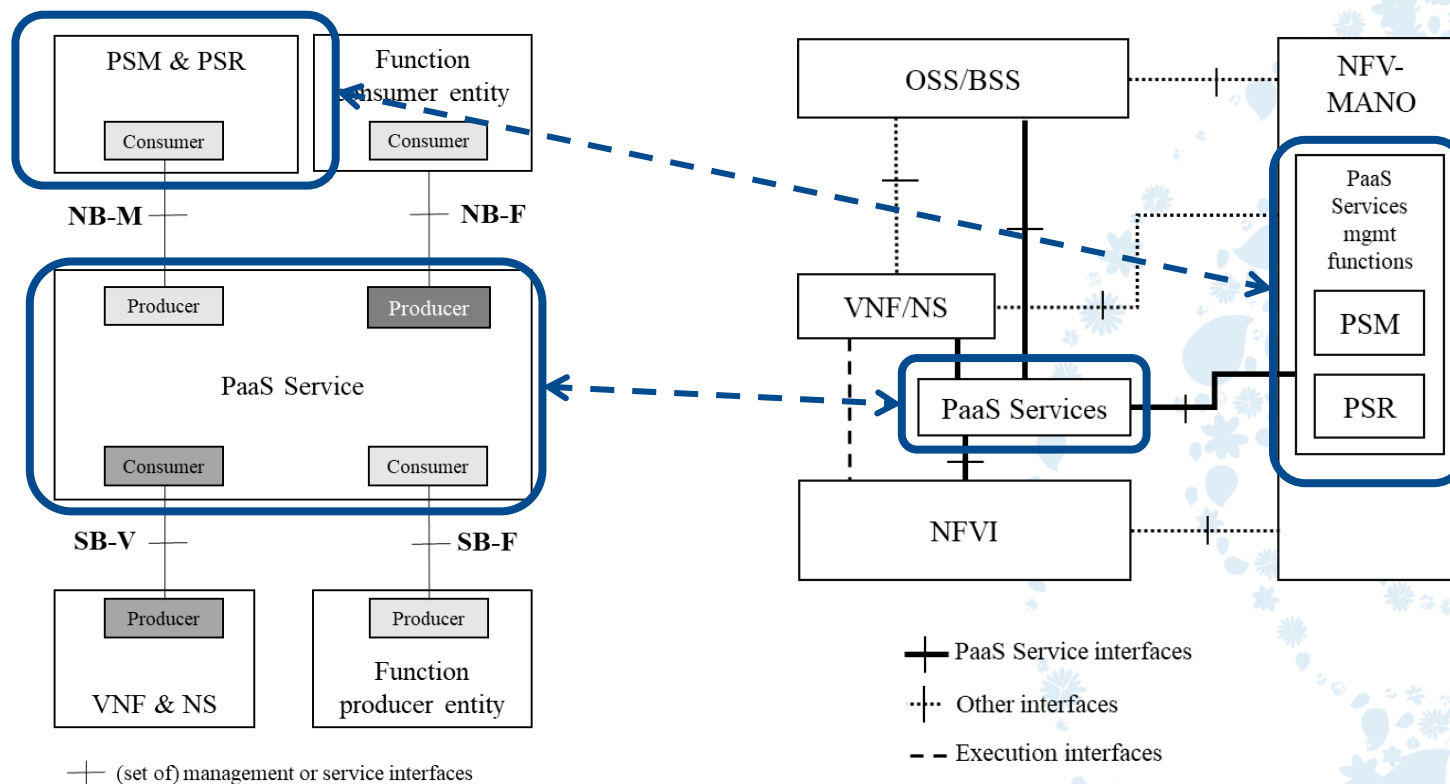 PSM & PSR
Consumer
Function
consumer entity
Consumer
NB-M
NB-F
Producer
Producer
PaaS Service
Consumer
Consumer
SB-V
SB-F
Producer
VNF & NS
Producer
Function
producer entity
(set of) management or service interfaces
OSS/BSS
NFV-
MANO
PaaS
Services
mgmt
functions
PSM
PSR
VNF/NS
PaaS Services
NFVI
PaaS Service interfaces
Other interfaces
Execution interfaces